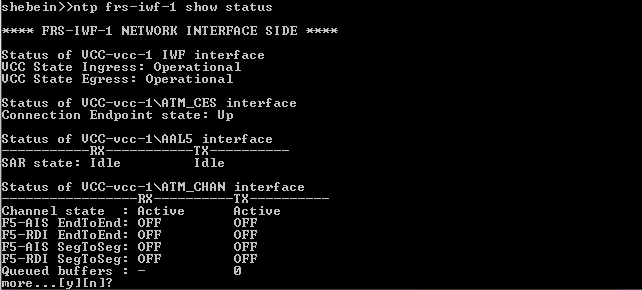 shebein>>ntp frs-iwf-1 show status
**** FRS-IWF-1 NETWORK INTERFACE SIDE ****
Status of VCC-vcc-1 IWF interface
VCC State Ingress: Operational
VCC State Egress: Operational
Status of VCC-vcc-1\ATM_CES interface
Connection Endpoint state: Up
Status of VCC-vcc-1\AAL5 interface
-----------RX-----------TX----------
SAR state: Idle       Idle
Status of VCC-vcc-1\ATM_CHAN interface
-----------------RX----------TX----------
Channel state  : Active      Active
F5-AIS EndToEnd: OFF         OFF
F5-RDI EndToEnd: OFF         OFF
F5-AIS SegToSeg: OFF         OFF
F5-RDI SegToSeg: OFF         OFF
Queued buffers : -           0
more...[y][n]?